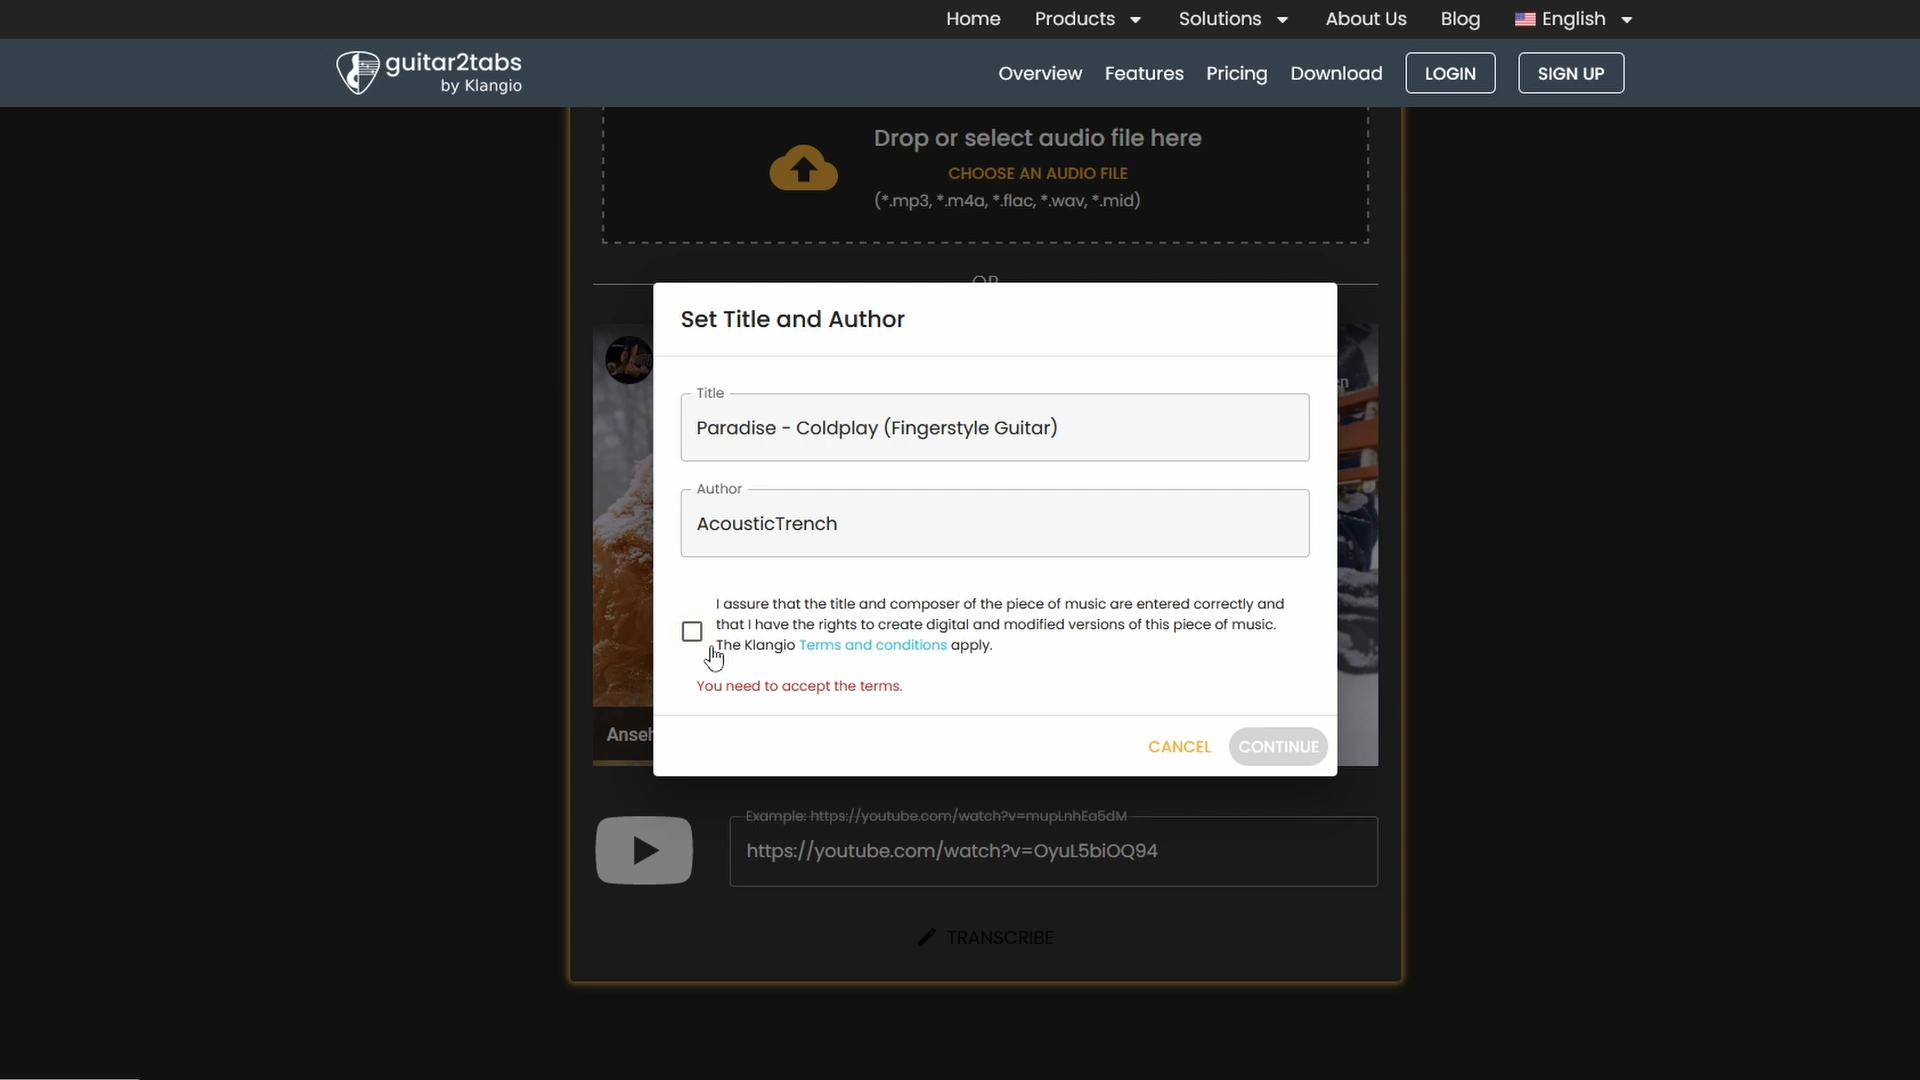 Home Products Solutions About Us Blog English
guitar2tabs
by Klangio
Overview Features Pricing Download LOGIN SIGN UP
Drop or select audio file here
CHOOSE AN AUDIO FILE
(*.mp3, *.m4a, *.flac, *.wav, *.mid)
OR
Set Title and Author
Title
Paradise - Coldplay (Fingerstyle Guitar)
Author
AcousticTrench
I assure that the title and composer of the piece of music are entered correctly and
that I have the rights to create digital and modified versions of this piece of music.
The Klangio Terms and conditions apply.
You need to accept the terms.
CANCEL CONTINUE
Example: https://youtube.com/watch?v=mupLnhEa5dM
https://youtube.com/watch?v=OyuL5biOQ94
TRANSCRIBE